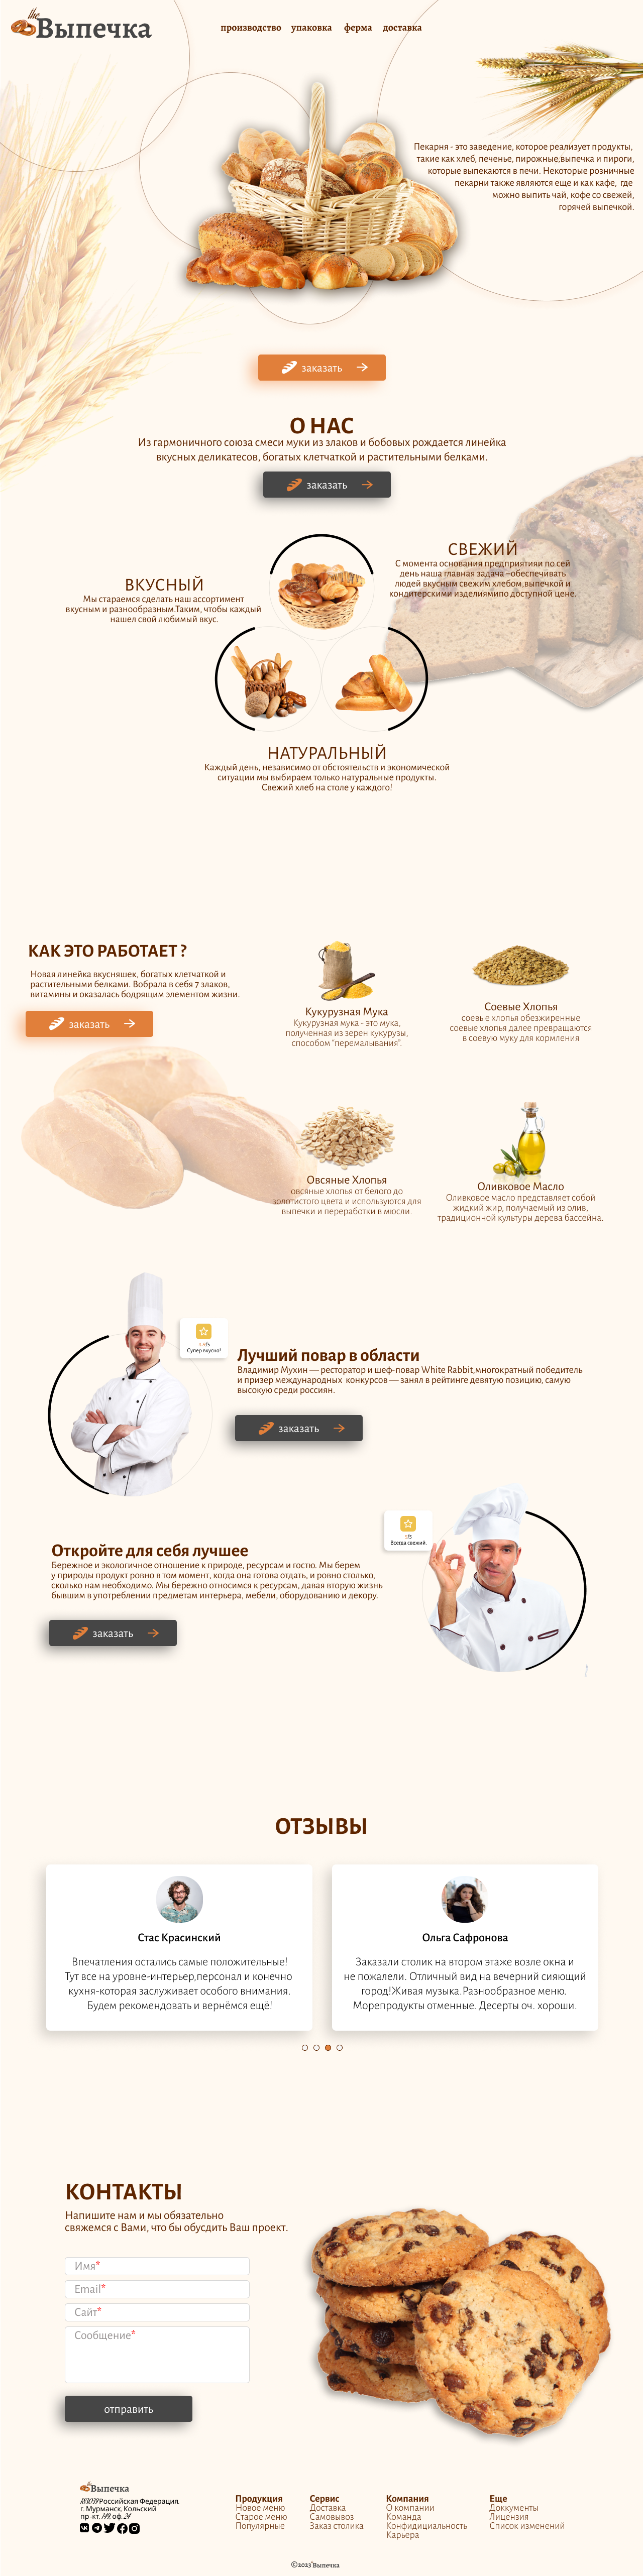 the
Выпечка
производство упаковка ферма доставка
Пекарня - это заведение, которое реализует продукты,
такие как хлеб, печенье, пирожные,выпечка и пироги,
которые выпекаются в печи. Некоторые розничные
пекарни также являются еще и как кафе, где
можно выпить чай, кофе со свежей,
горячей выпечкой.
заказать
О НАС
Из гармоничного союза смеси муки из злаков и бобовых рождается линейка
вкусных деликатесов, богатых клетчаткой и растительными белками.
заказать
СВЕЖИЙ
С момента основания предприятияи по сей
день наша главная задача –обеспечивать
людей вкусным свежим хлебом,выпечкой и
кондитерскими изделиямипо доступной цене.
ВКУСНЫЙ
Мы стараемся сделать наш ассортимент
вкусным и разнообразным.Таким, чтобы каждый
нашел свой любимый вкус.
НАТУРАЛЬНЫЙ
Каждый день, независимо от обстоятельств и экономической
ситуации мы выбираем только натуральные продукты.
Свежий хлеб на столе у каждого!
КАК ЭТО РАБОТАЕТ ?
Новая линейка вкусняшек, богатых клетчаткой и
растительными белками. Вобрала в себя 7 злаков,
витамины и оказалась бодрящим элементом жизни.
заказать
Кукурузная Мука
Кукурузная мука - это мука,
полученная из зерен кукурузы,
способом "перемалывания".
Соевые Хлопья
соевые хлопья обезжиренные
соевые хлопья далее превращаются
в соевую муку для кормления
Овсяные Хлопья
овсяные хлопья от белого до
золотистого цвета и используются для
выпечки и переработки в мюсли.
Оливковое Масло
Оливковое масло представляет собой
жидкий жир, получаемый из олив,
традиционной культуры дерева бассейна.
4.9/5
Супер вкусно!
Лучший повар в области
Владимир Мухин — ресторатор и шеф-повар White Rabbit,многократный победитель
и призер международных конкурсов — занял в рейтинге девятую позицию, самую
высокую среди россиян.
заказать
5/5
Всегда свежий.
Откройте для себя лучшее
Бережное и экологичное отношение к природе, ресурсам и гостю. Мы берем
у природы продукт ровно в том момент, когда она готова отдать, и ровно столько,
сколько нам необходимо. Мы бережно относимся к ресурсам, давая вторую жизнь
бывшим в употреблении предметам интерьера, мебели, оборудованию и декору.
заказать
ОТЗЫВЫ
Стас Красинский
Впечатления остались самые положительные!
Тут все на уровне-интерьер,персонал и конечно
кухня-которая заслуживает особого внимания.
Будем рекомендовать и вернёмся ещё!
Ольга Сафронова
Заказали столик на втором этаже возле окна и
не пожалели. Отличный вид на вечерний сияющий
город!Живая музыка.Разнообразное меню.
Морепродукты отменные. Десерты оч. хороши.
КОНТАКТЫ
Напишите нам и мы обязательно
свяжемся с Вами, что бы обусдить Ваш проект.
Имя*
Email*
Сайт*
Сообщение*
отправить
Выпечка
Российская Федерация,
г. Мурманск, Кольский
пр -кт, оф.
Продукция
Новое меню
Старое меню
Популярные
Сервис
Доставка
Самовывоз
Заказ столика
Компания
О компании
Команда
Конфидициальность
Карьера
Еще
Доккументы
Лицензия
Список изменений
©2023'Выпечка